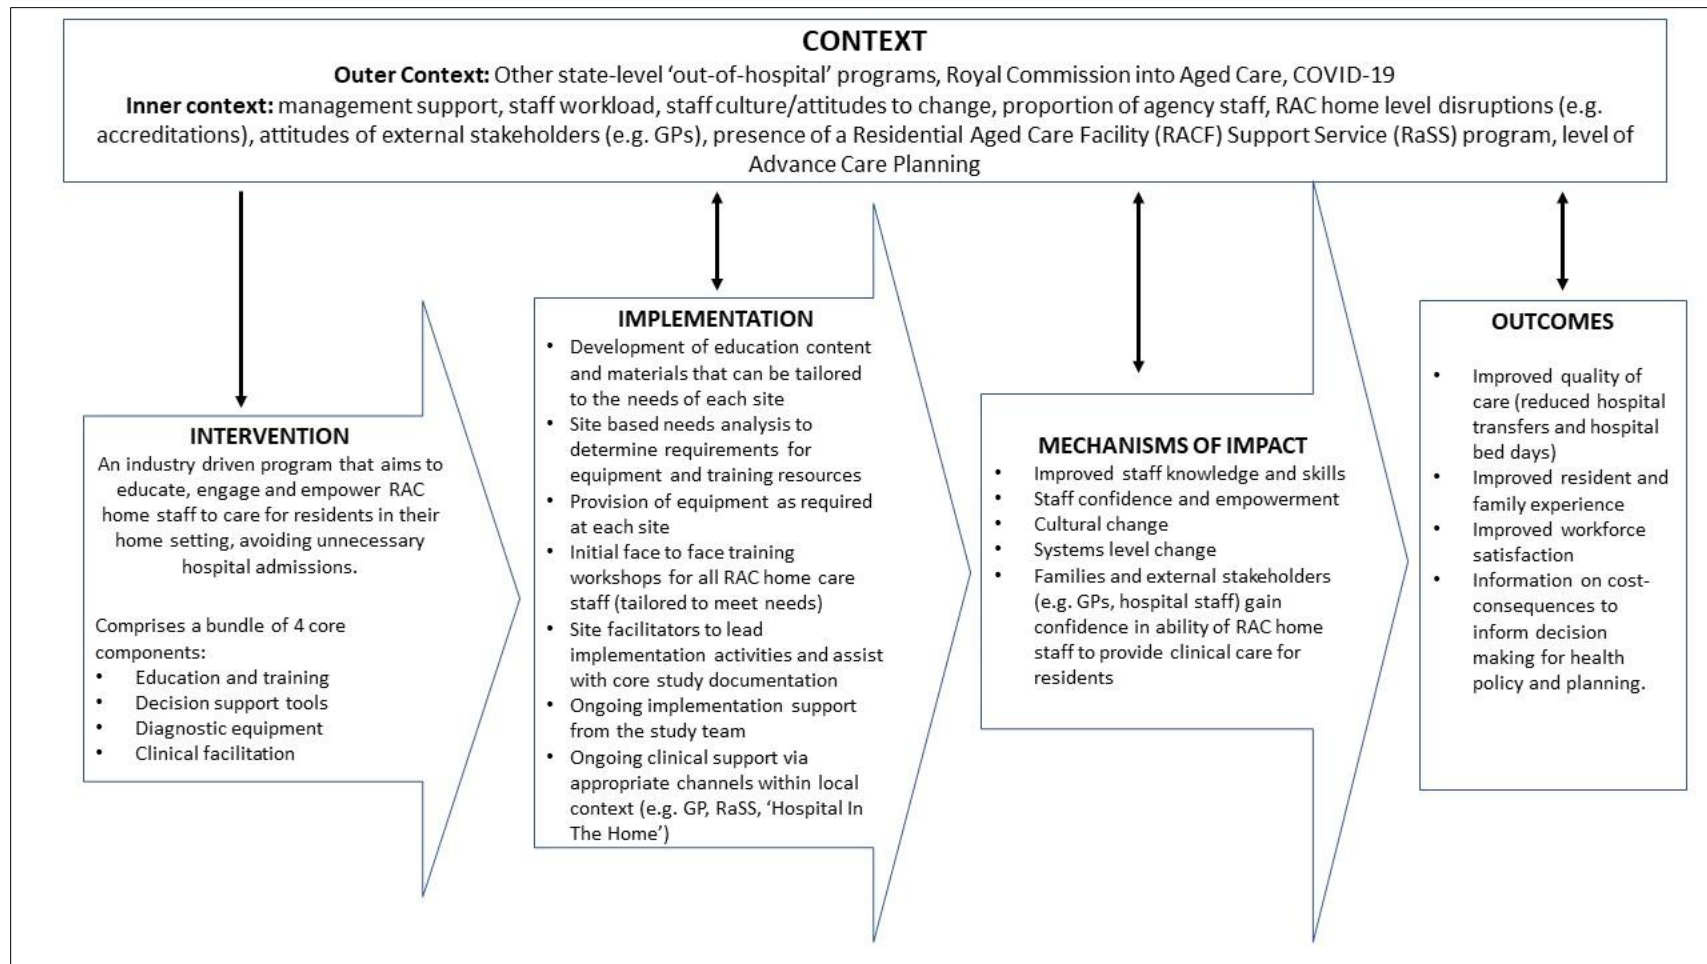 CONTEXT
Outer Context: Other state-level ‘out-of-hospital’ programs, Royal Commission into Aged Care, COVID-19
Inner context: management support, staff workload, staff culture/attitudes to change, proportion of agency staff, RAC home level disruptions (e.g.
accreditations), attitudes of external stakeholders (e.g. GPs), presence of a Residential Aged Care Facility (RACF) Support Service (RaSS) program, level of
Advance Care Planning
INTERVENTION
An industry driven program that aims to
educate, engage and empower RAC
home staff to care for residents in their
home setting, avoiding unnecessary
hospital admissions.
Comprises a bundle of 4 core
components:
• Education and training
• Decision support tools
• Diagnostic equipment
• Clinical facilitation
IMPLEMENTATION
• Development of education content
and materials that can be tailored
to the needs of each site
• Site based needs analysis to
determine requirements for
equipment and training resources
• Provision of equipment as required
at each site
• Initial face to face training
workshops for all RAC home care
staff (tailored to meet needs)
• Site facilitators to lead
implementation activities and assist
with core study documentation
• Ongoing implementation support
from the study team
• Ongoing clinical support via
appropriate channels within local
context (e.g. GP, RaSS, ‘Hospital In
The Home’)
MECHANISMS OF IMPACT
• Improved staff knowledge and skills
• Staff confidence and empowerment
• Cultural change
• Systems level change
• Families and external stakeholders
(e.g. GPs, hospital staff) gain
confidence in ability of RAC home
staff to provide clinical care for
residents
OUTCOMES
• Improved quality of
care (reduced hospital
transfers and hospital
bed days)
• Improved resident and
family experience
• Improved workforce
satisfaction
• Information on cost-
consequences to
inform decision
making for health
policy and planning.